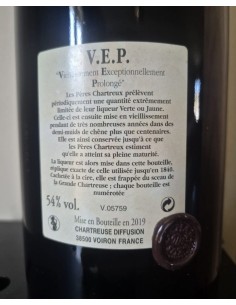 V.E.P.
"Vieillissement Exceptionnellement
Prolongé"
Les Pères Chartreux prélèvent
périodiquement une quantité extrêmement
limitée de leur liqueur Verte ou Jaune.
Celle-ci est ensuite mise en vieillissement
pendant de très nombreuses années dans des
demi-muids de chêne plus que centenaires.
Elle est ainsi conservée jusqu'à ce que
les Pères Chartreux estiment
qu'elle a atteint sa pleine maturité.
La liqueur est alors mise dans cette bouteille,
réplique exacte de celle utilisée jusqu'en 1840.
Cachetée à la cire, elle est frappée du sceau de
la Grande Chartreuse ; chaque bouteille est
numérotée
54% vol.
V.05759
Mise en Bouteille en 2019
CHARTREUSE DIFFUSION
38500 VOIRON FRANCE